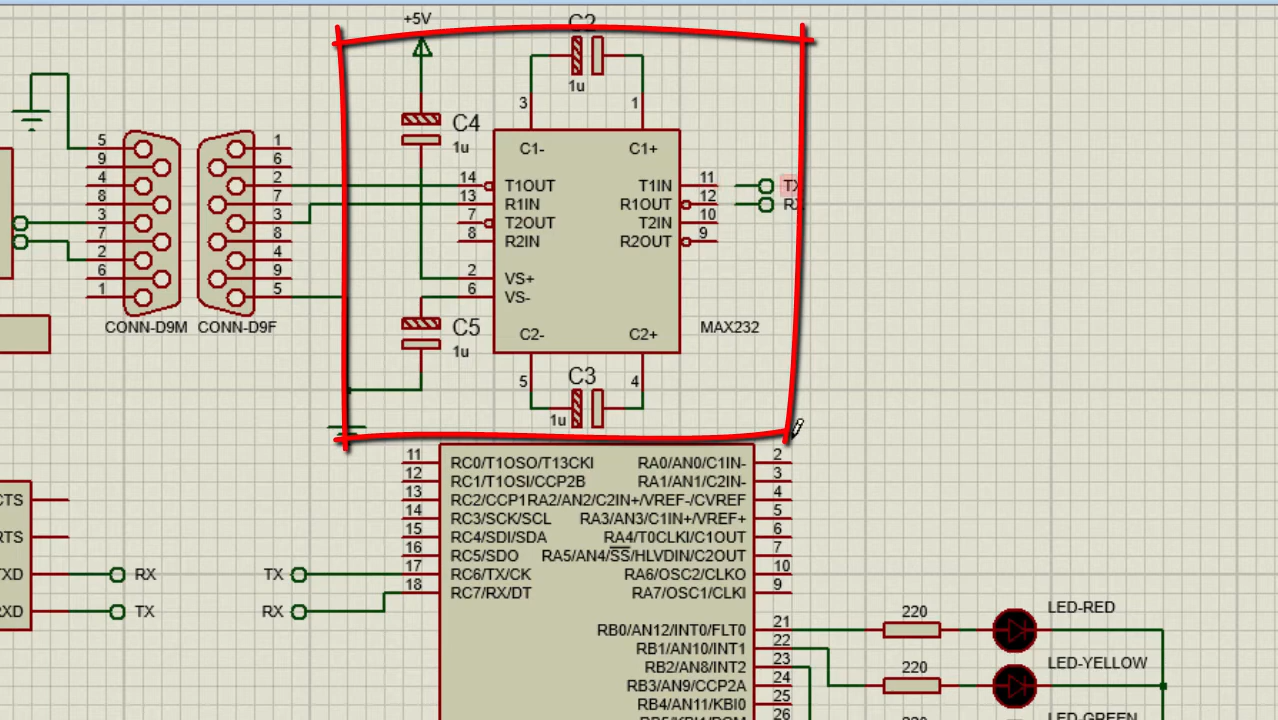 +5V
C2
1u
3
1
C4
1u
C1-
C1+
5
9
4
8
3
7
2
6
1
1
6
2
7
3
8
4
9
5
CONN-D9M
CONN-D9F
14
13
7
8
2
6
T1OUT
R1IN
T2OUT
R2IN
VS+
VS-
T1IN
R1OUT
T2IN
R2OUT
11
12
10
9
TX
C5
1u
C2-
C2+
MAX232
5
4
C3
1u
11
12
13
14
15
16
17
18
RC0/T1OSO/T13CKI
RC1/T1OSI/CCP2B
RC2/CCP1
RC3/SCK/SCL
RC4/SDI/SDA
RC5/SDO
RC6/TX/CK
RC7/RX/DT
RA0/AN0/C1IN-
RA1/AN1/C2IN-
RA2/AN2/C2IN+/VREF-/CVREF
RA3/AN3/C1IN+/VREF+
RA4/T0CLKI/C1OUT
RA5/AN4/SS/HLVDIN/C2OUT
RA6/OSC2/CLKO
RA7/OSC1/CLKI
2
3
4
5
6
7
10
9
RX
TX
TX
RX
RB0/AN12/INT0/FLT0
RB1/AN10/INT1
RB2/AN8/INT2
RB3/AN9/CCP2A
RB4/AN11/KBI0
21
22
23
24
25
26
220
LED-RED
220
LED-YELLOW
LED-GREEN